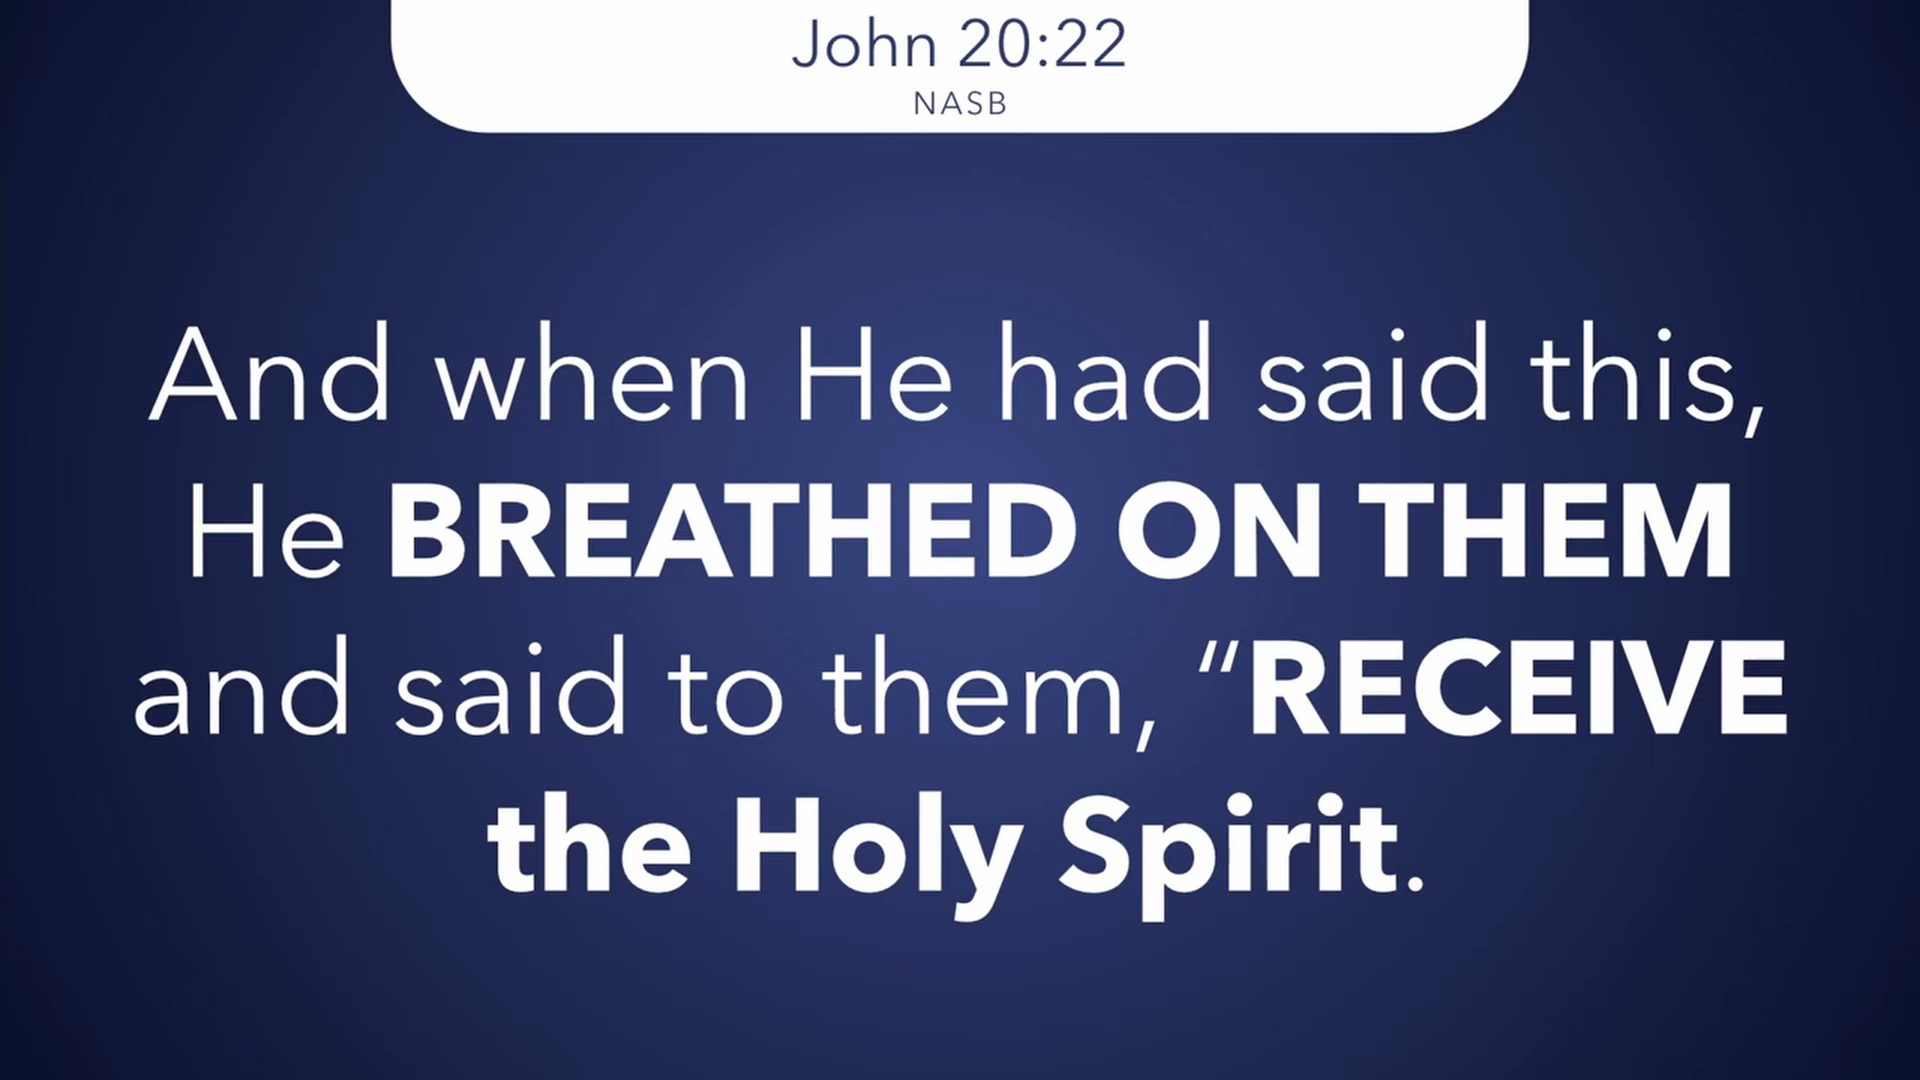 John 20:22
NASB
And when He had said this,
He BREATHED ON THEM
and said to them, “RECEIVE
the Holy Spirit.